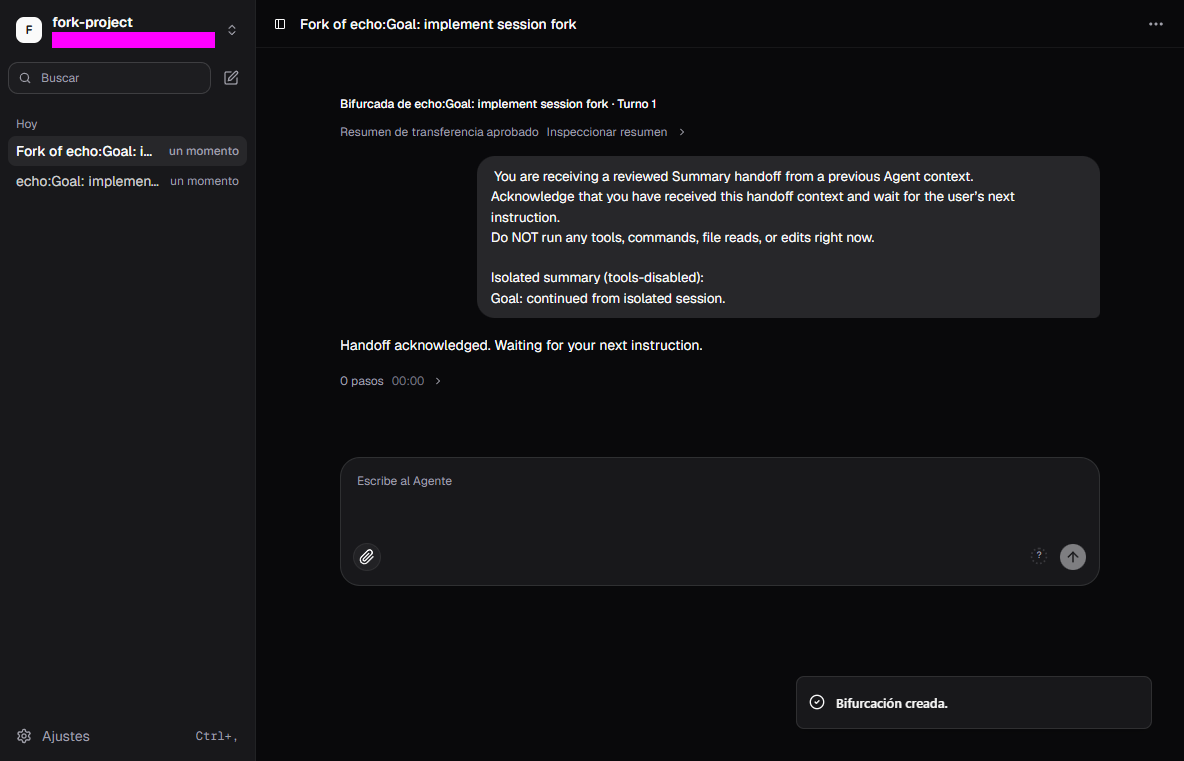 F
fork-project
Buscar
Hoy
Fork of echo:Goal: i... un momento
echo:Goal: implemen... un momento
Ajustes Ctrl+,
Fork of echo:Goal: implement session fork
Bifurcada de echo:Goal: implement session fork · Turno 1
Resumen de transferencia aprobado Inspeccionar resumen
You are receiving a reviewed Summary handoff from a previous Agent context.
Acknowledge that you have received this handoff context and wait for the user's next
instruction.
Do NOT run any tools, commands, file reads, or edits right now.
Isolated summary (tools-disabled):
Goal: continued from isolated session.
Handoff acknowledged. Waiting for your next instruction.
0 pasos 00:00
Escribe al Agente
?
Bifurcación creada.